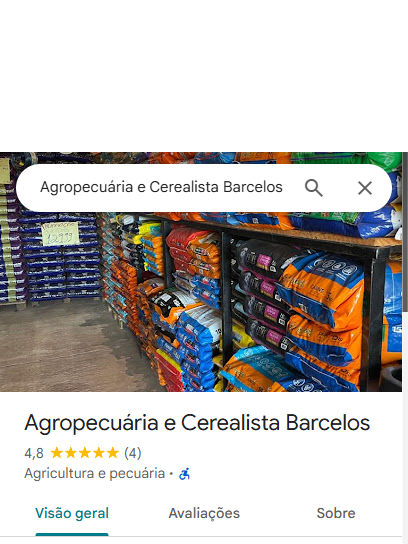 Agropecuária e Cerealista Barcelos
Agropecuária e Cerealista Barcelos
4,8 (4)
Agricultura e pecuária ·
Visão geral Avaliações Sobre